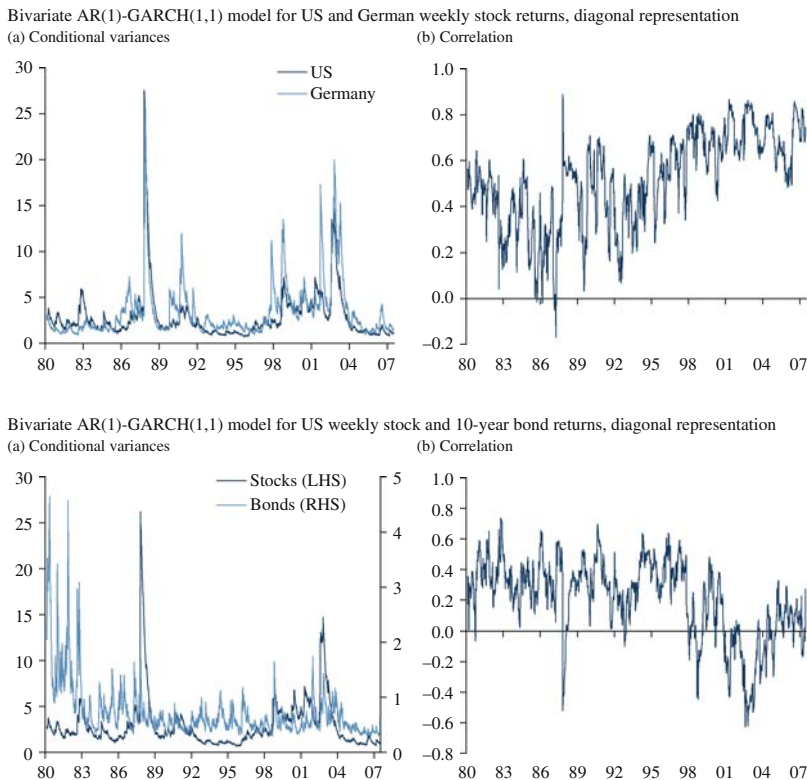 Bivariate AR(1)-GARCH(1,1) model for US and German weekly stock returns, diagonal representation
(a) Conditional variances
(b) Correlation
30
25
20
15
10
5
0
US
Germany
80 83 86 89 92 95 98 01 04 07
1.0
0.8
0.6
0.4
0.2
0.0
–0.2
80 83 86 89 92 95 98 01 04 07
Bivariate AR(1)-GARCH(1,1) model for US weekly stock and 10-year bond returns, diagonal representation
(a) Conditional variances
(b) Correlation
30
25
20
15
10
5
0
Stocks (LHS)
Bonds (RHS)
5
4
3
2
1
0
80 83 86 89 92 95 98 01 04 07
1.0
0.8
0.6
0.4
0.2
0.0
–0.2
–0.4
–0.6
–0.8
80 83 86 89 92 95 98 01 04 07